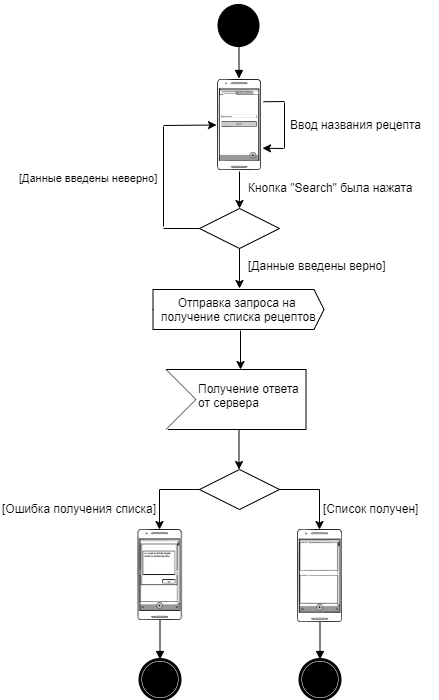 Ввод названия рецепта
[Данные введены неверно]
Кнопка "Search" была нажата
[Данные введены верно]
Отправка запроса на
получение списка рецептов
Получение ответа
от сервера
[Ошибка получения списка]
[Список получен]